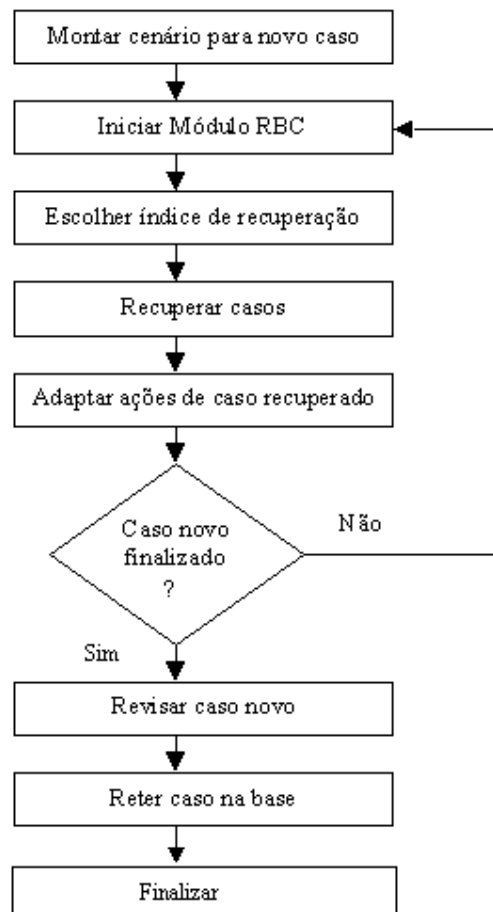 Montar cenário para novo caso
Iniciar Módulo RBC
Escolher índice de recuperação
Recuperar casos
Adaptar ações de caso recuperado
Caso novo
finalizado
?
Não
Sim
Revisar caso novo
Reter caso na base
Finalizar